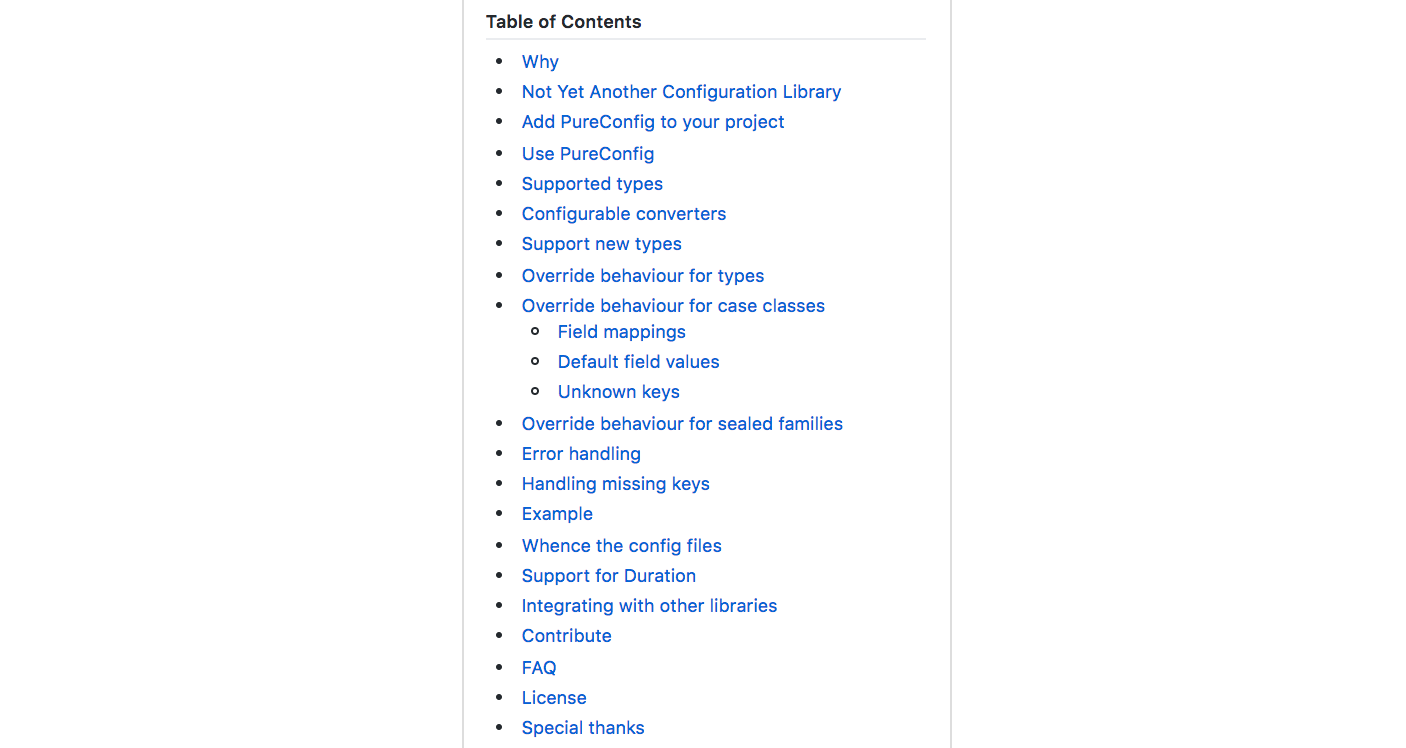 Table of Contents
Why
Not Yet Another Configuration Library
Add PureConfig to your project
Use PureConfig
Supported types
Configurable converters
Support new types
Override behaviour for types
Override behaviour for case classes
Field mappings
Default field values
Unknown keys
Override behaviour for sealed families
Error handling
Handling missing keys
Example
Whence the config files
Support for Duration
Integrating with other libraries
Contribute
FAQ
License
Special thanks